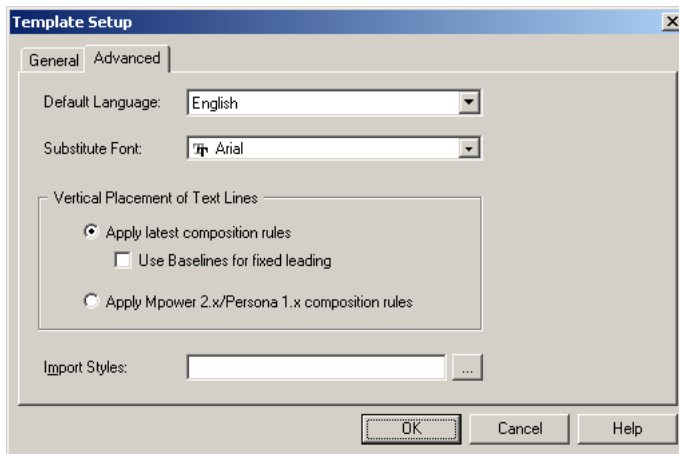 Template Setup
General Advanced
Default Language: English
Substitute Font: Arial
Vertical Placement of Text Lines
Apply latest composition rules
Use Baselines for fixed leading
Apply Mpower 2.x/Persona 1.x composition rules
Import Styles: ...
OK Cancel Help